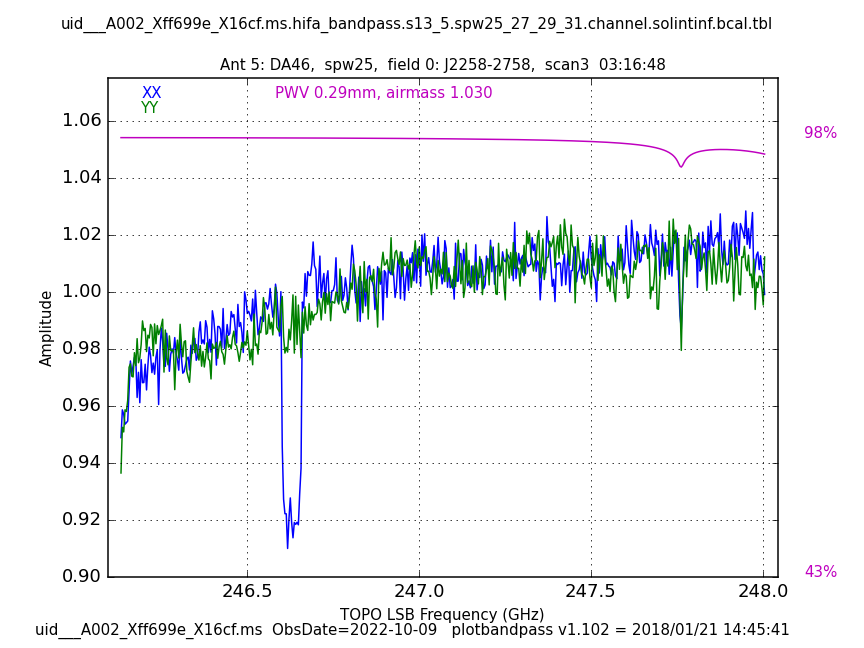 uid___A002_Xff699e_X16cf.ms.hifa_bandpass.s13_5.spw25_27_29_31.channel.solintinf.bcal.tbl
Ant 5: DA46,  spw25,  field 0: J2258-2758,  scan3  03:16:48
XX
PWV 0.29mm, airmass 1.030
YY
98%
1.06
1.04
1.02
1.00
0.98
0.96
0.94
0.92
0.90
Amplitude
43%
246.5 247.0 247.5 248.0
TOPO LSB Frequency (GHz)
uid___A002_Xff699e_X16cf.ms  ObsDate=2022-10-09   plotbandpass v1.102 = 2018/01/21 14:45:41